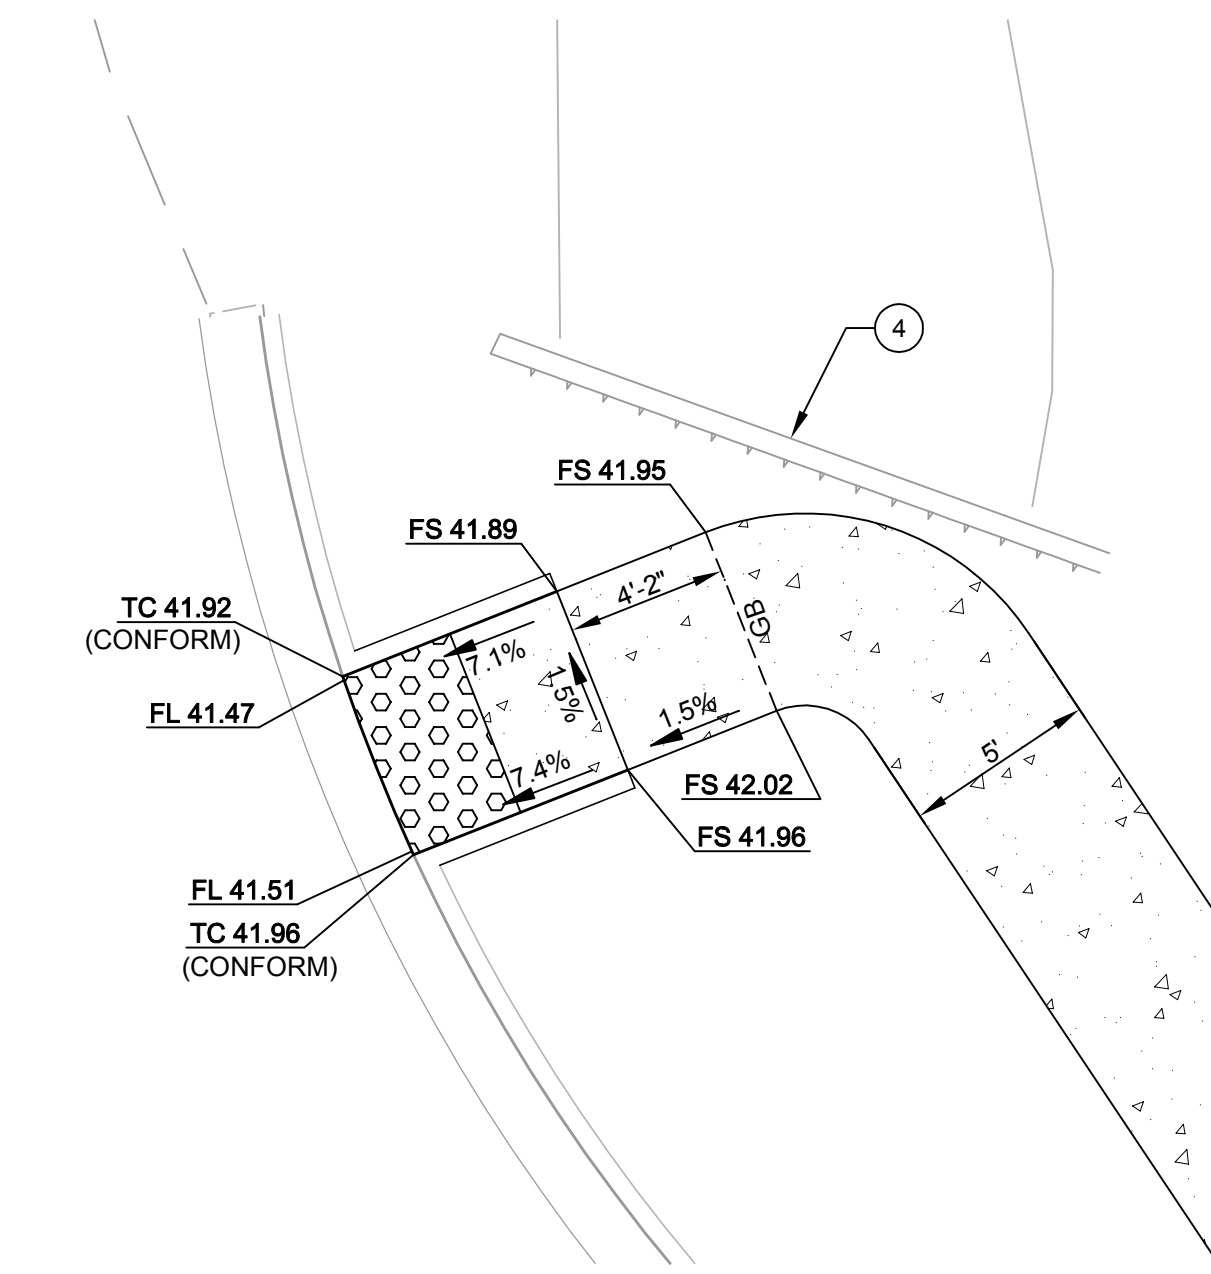 4
FS 41.95
FS 41.89
4'-2"
TC 41.92
(CONFORM)
GB
7.1%
1.5%
FL 41.47
1.5%
5'
7.4%
FS 42.02
FS 41.96
FL 41.51
TC 41.96
(CONFORM)